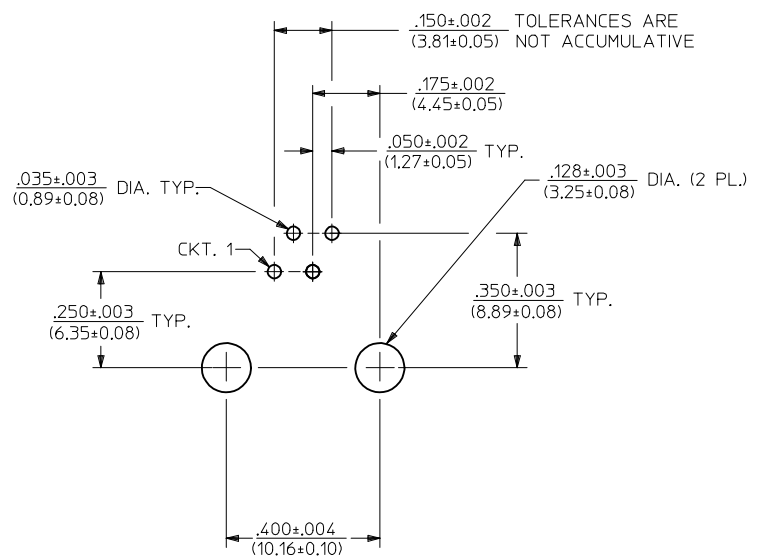 .150±.002 TOLERANCES ARE
(3.81±0.05) NOT ACCUMULATIVE
.175±.002
(4.45±0.05)
.050±.002 TYP.
(1.27±0.05)
.035±.003 DIA. TYP.
(0.89±0.08)
.128±.003 DIA. (2 PL.)
(3.25±0.08)
CKT. 1
.250±.003 TYP.
(6.35±0.08)
.350±.003 TYP.
(8.89±0.08)
.400±.004
(10.16±0.10)